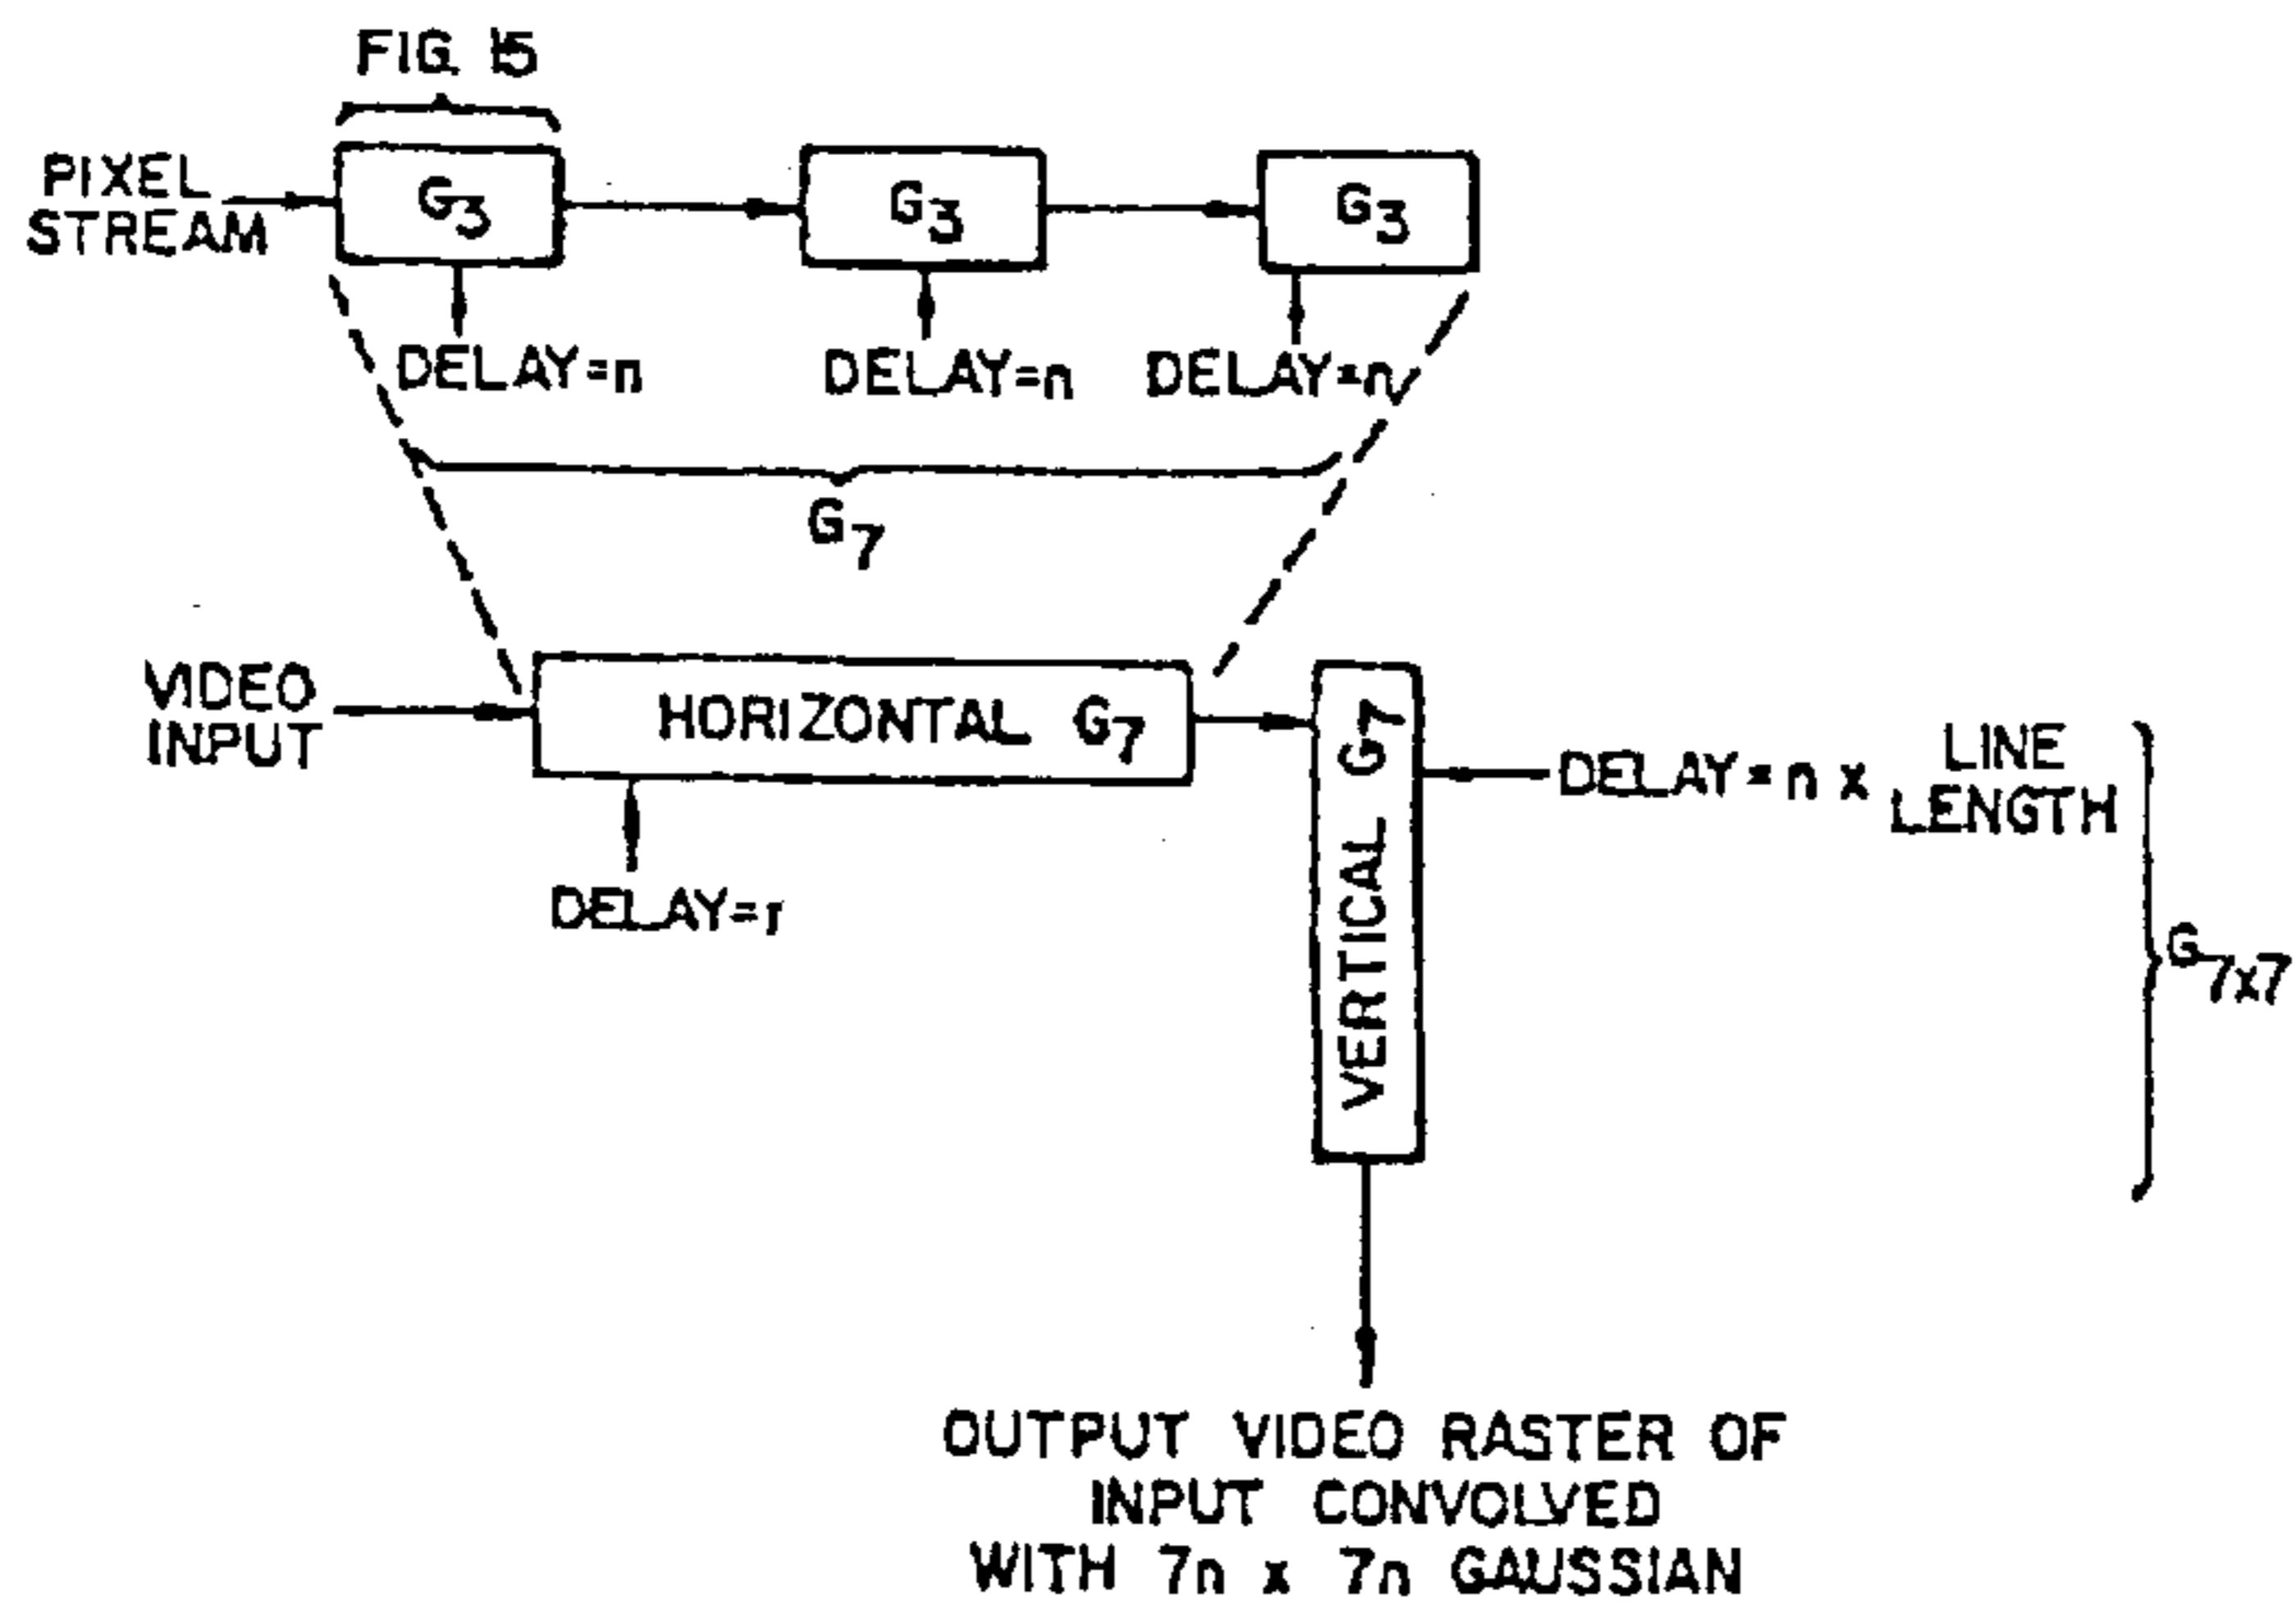 FIG. 15
PIXEL
STREAM
G3
G3
G3
DELAY=n
DELAY=n
DELAY=n
G7
VIDEO
INPUT
HORIZONTAL G7
VERTICAL G7
DELAY = n x LINE
LENGTH
DELAY=r
G7x7
OUTPUT VIDEO RASTER OF
INPUT CONVOLVED
WITH 7n x 7n GAUSSIAN